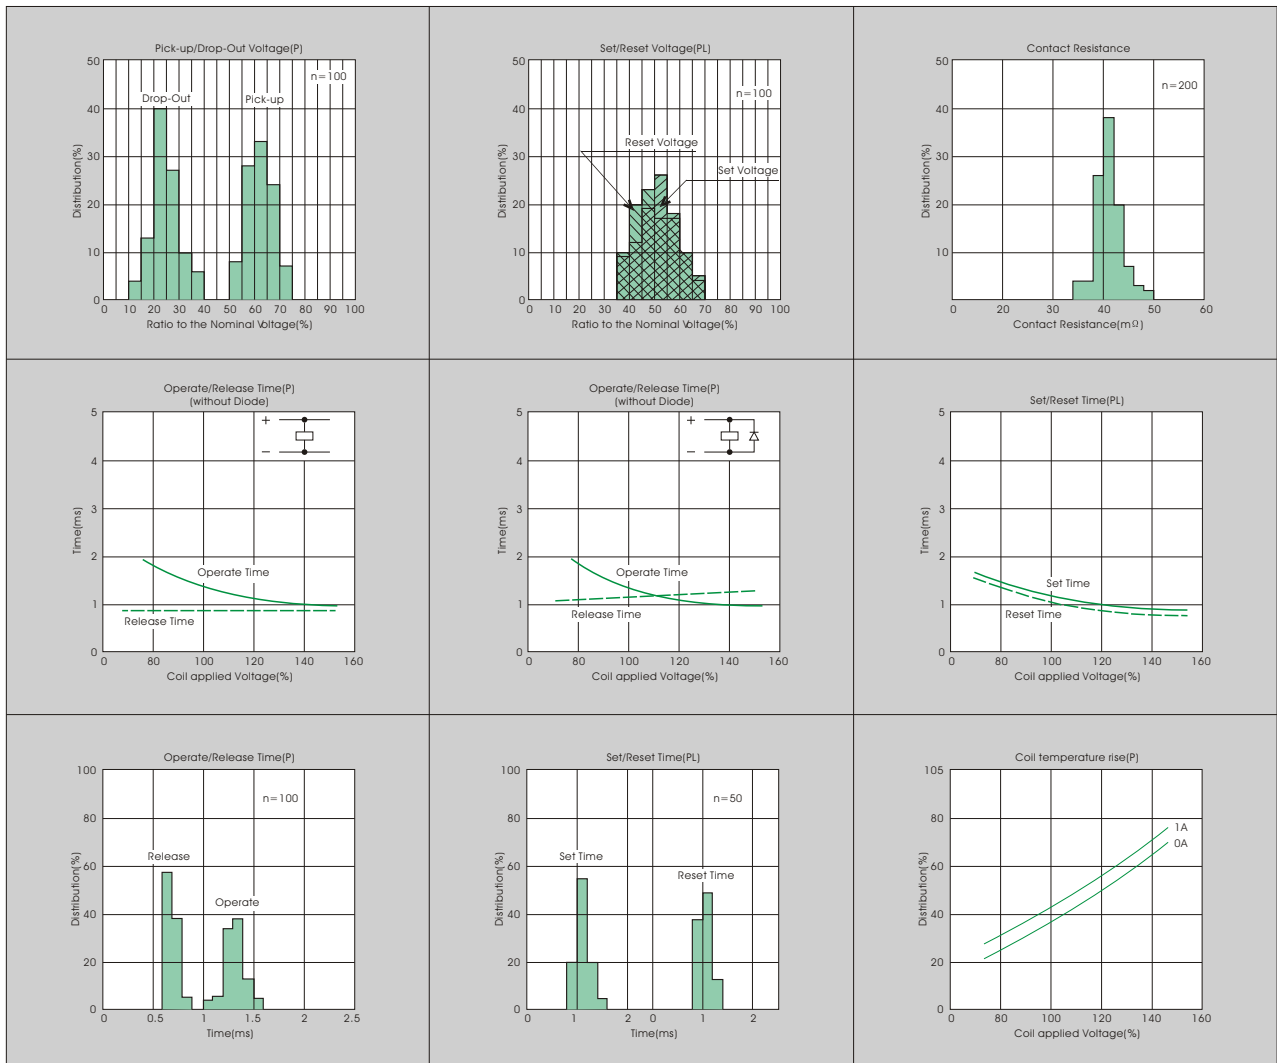 Pick-up/Drop-Out Voltage(P)
50
40
30
20
10
0
Distribution(%)
n=100
Drop-Out
Pick-up
0 10 20 30 40 50 60 70 80 90 100
Ratio to the Nominal Voltage(%)
Set/Reset Voltage(PL)
50
40
30
20
10
0
Distribution(%)
n=100
Reset Voltage
Set Voltage
0 10 20 30 40 50 60 70 80 90 100
Ratio to the Nominal Voltage(%)
Contact Resistance
50
40
30
20
10
0
Distribution(%)
n=200
0 20 40 50 60
Contact Resistance(mΩ)
Operate/Release Time(P)
(without Diode)
5
4
3
2
1
0
Time(ms)
+
−
Operate Time
Release Time
0 80 100 120 140 160
Coil applied Voltage(%)
Operate/Release Time(P)
(without Diode)
5
4
3
2
1
0
Time(ms)
+
−
Operate Time
Release Time
0 80 100 120 140 160
Coil applied Voltage(%)
Set/Reset Time(PL)
5
4
3
2
1
0
Time(ms)
Set Time
Reset Time
0 80 100 120 140 160
Coil applied Voltage(%)
Operate/Release Time(P)
100
80
60
40
20
0
Distribution(%)
n=100
Release
Operate
0 0.5 1 1.5 2 2.5
Time(ms)
Set/Reset Time(PL)
100
80
60
40
20
0
Distribution(%)
n=50
Set Time
Reset Time
0 1 2 0 1 2
Time(ms)
Coil temperature rise(P)
105
80
60
40
20
0
Distribution(%)
1A
0A
0 80 100 120 140 160
Coil applied Voltage(%)